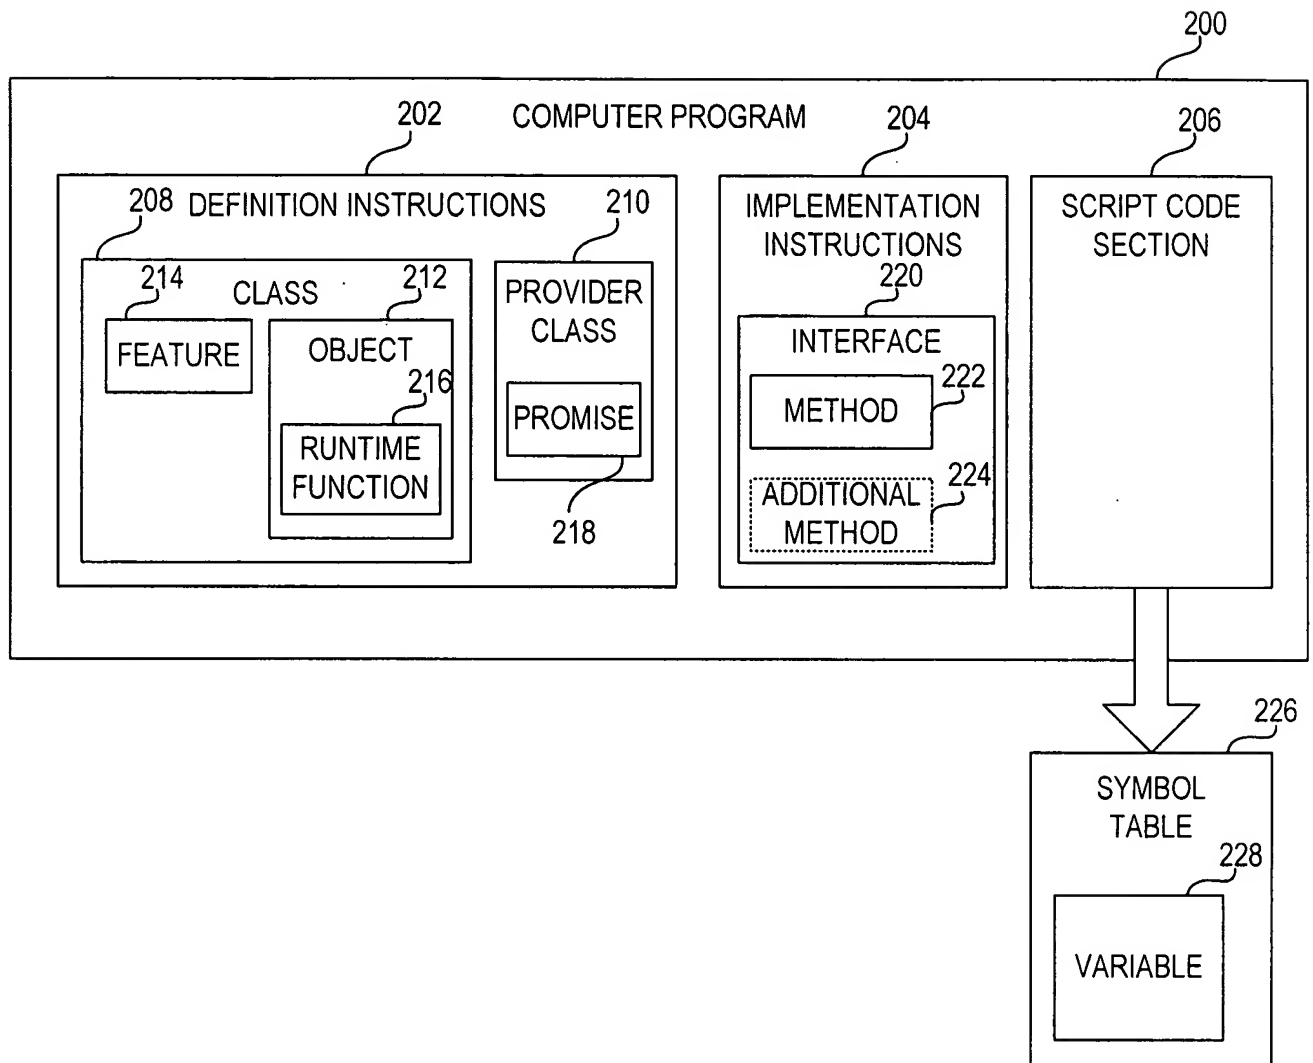 200
COMPUTER PROGRAM
202
204
206
208
DEFINITION INSTRUCTIONS
210
IMPLEMENTATION
INSTRUCTIONS
SCRIPT CODE
SECTION
214
CLASS
212
PROVIDER
CLASS
220
FEATURE
OBJECT
INTERFACE
216
PROMISE
METHOD
222
RUNTIME
FUNCTION
218
ADDITIONAL
METHOD
224
226
SYMBOL
TABLE
228
VARIABLE